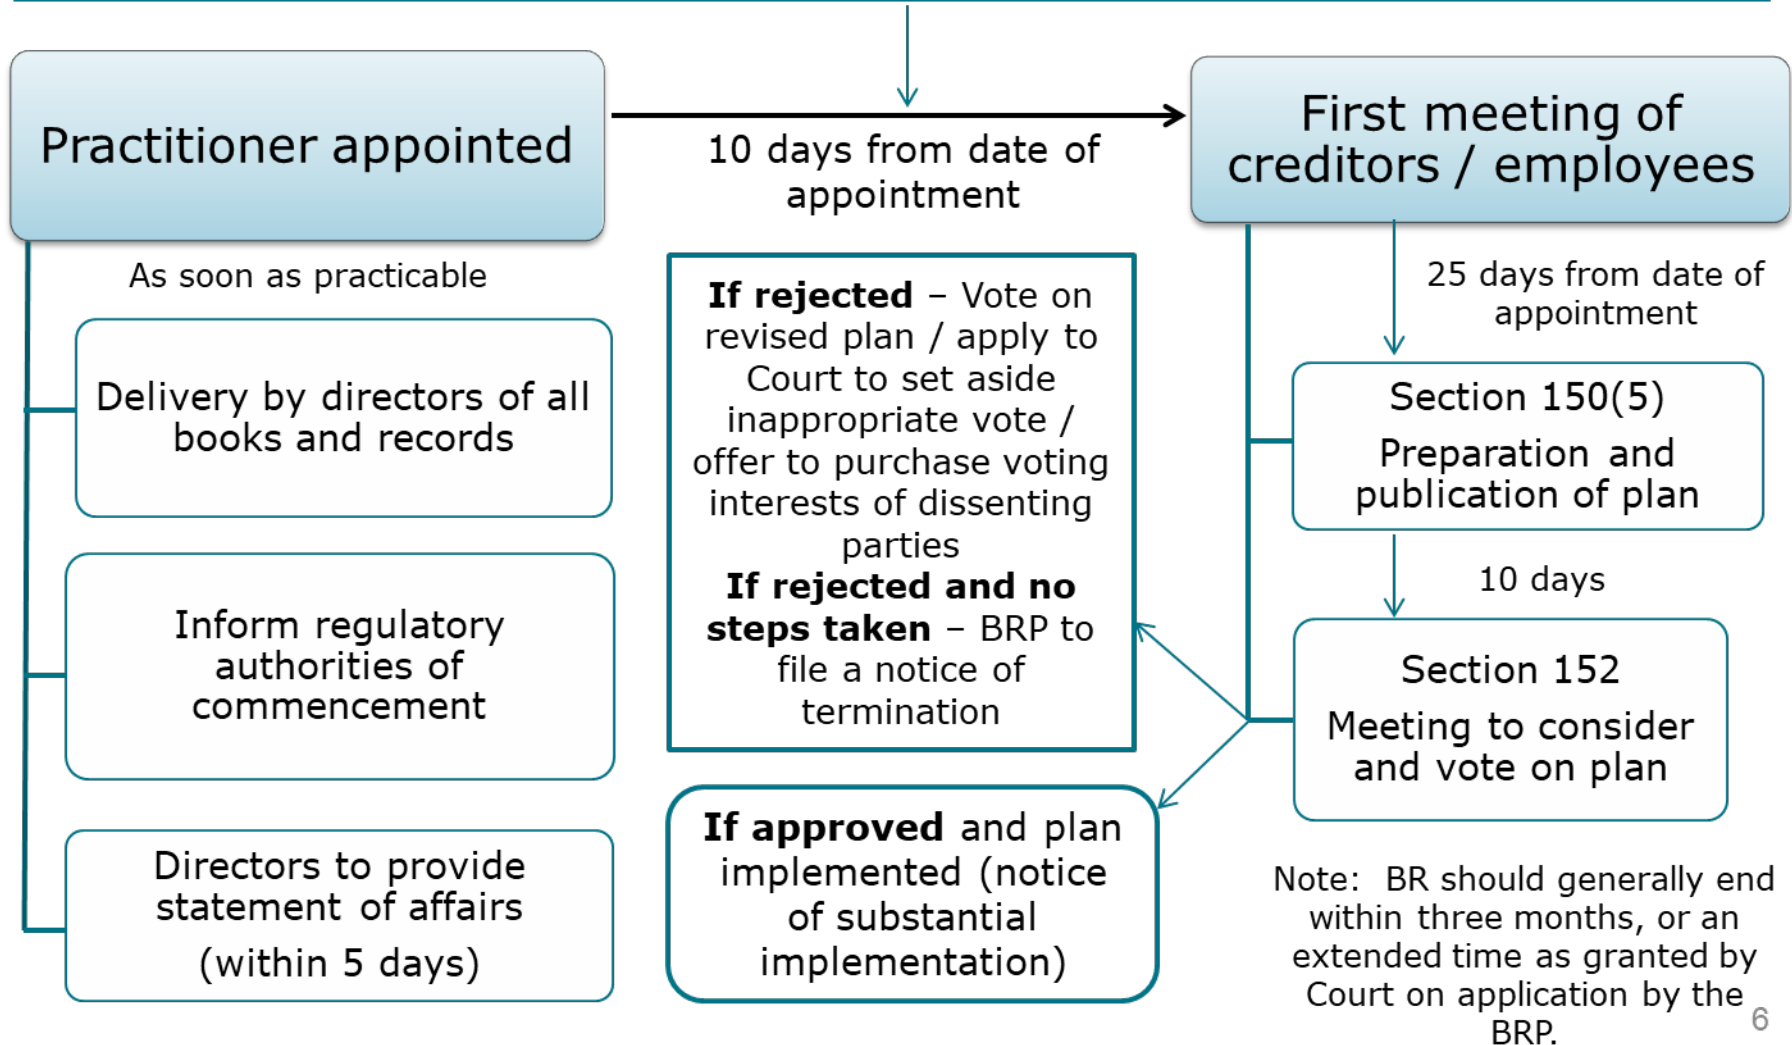 Practitioner appointed
10 days from date of
appointment
First meeting of
creditors / employees
As soon as practicable
Delivery by directors of all
books and records
Inform regulatory
authorities of
commencement
Directors to provide
statement of affairs
(within 5 days)
If rejected – Vote on
revised plan / apply to
Court to set aside
inappropriate vote /
offer to purchase voting
interests of dissenting
parties
If rejected and no
steps taken – BRP to
file a notice of
termination
If approved and plan
implemented (notice
of substantial
implementation)
25 days from date of
appointment
Section 150(5)
Preparation and
publication of plan
10 days
Section 152
Meeting to consider
and vote on plan
Note: BR should generally end
within three months, or an
extended time as granted by
Court on application by the
BRP.
6